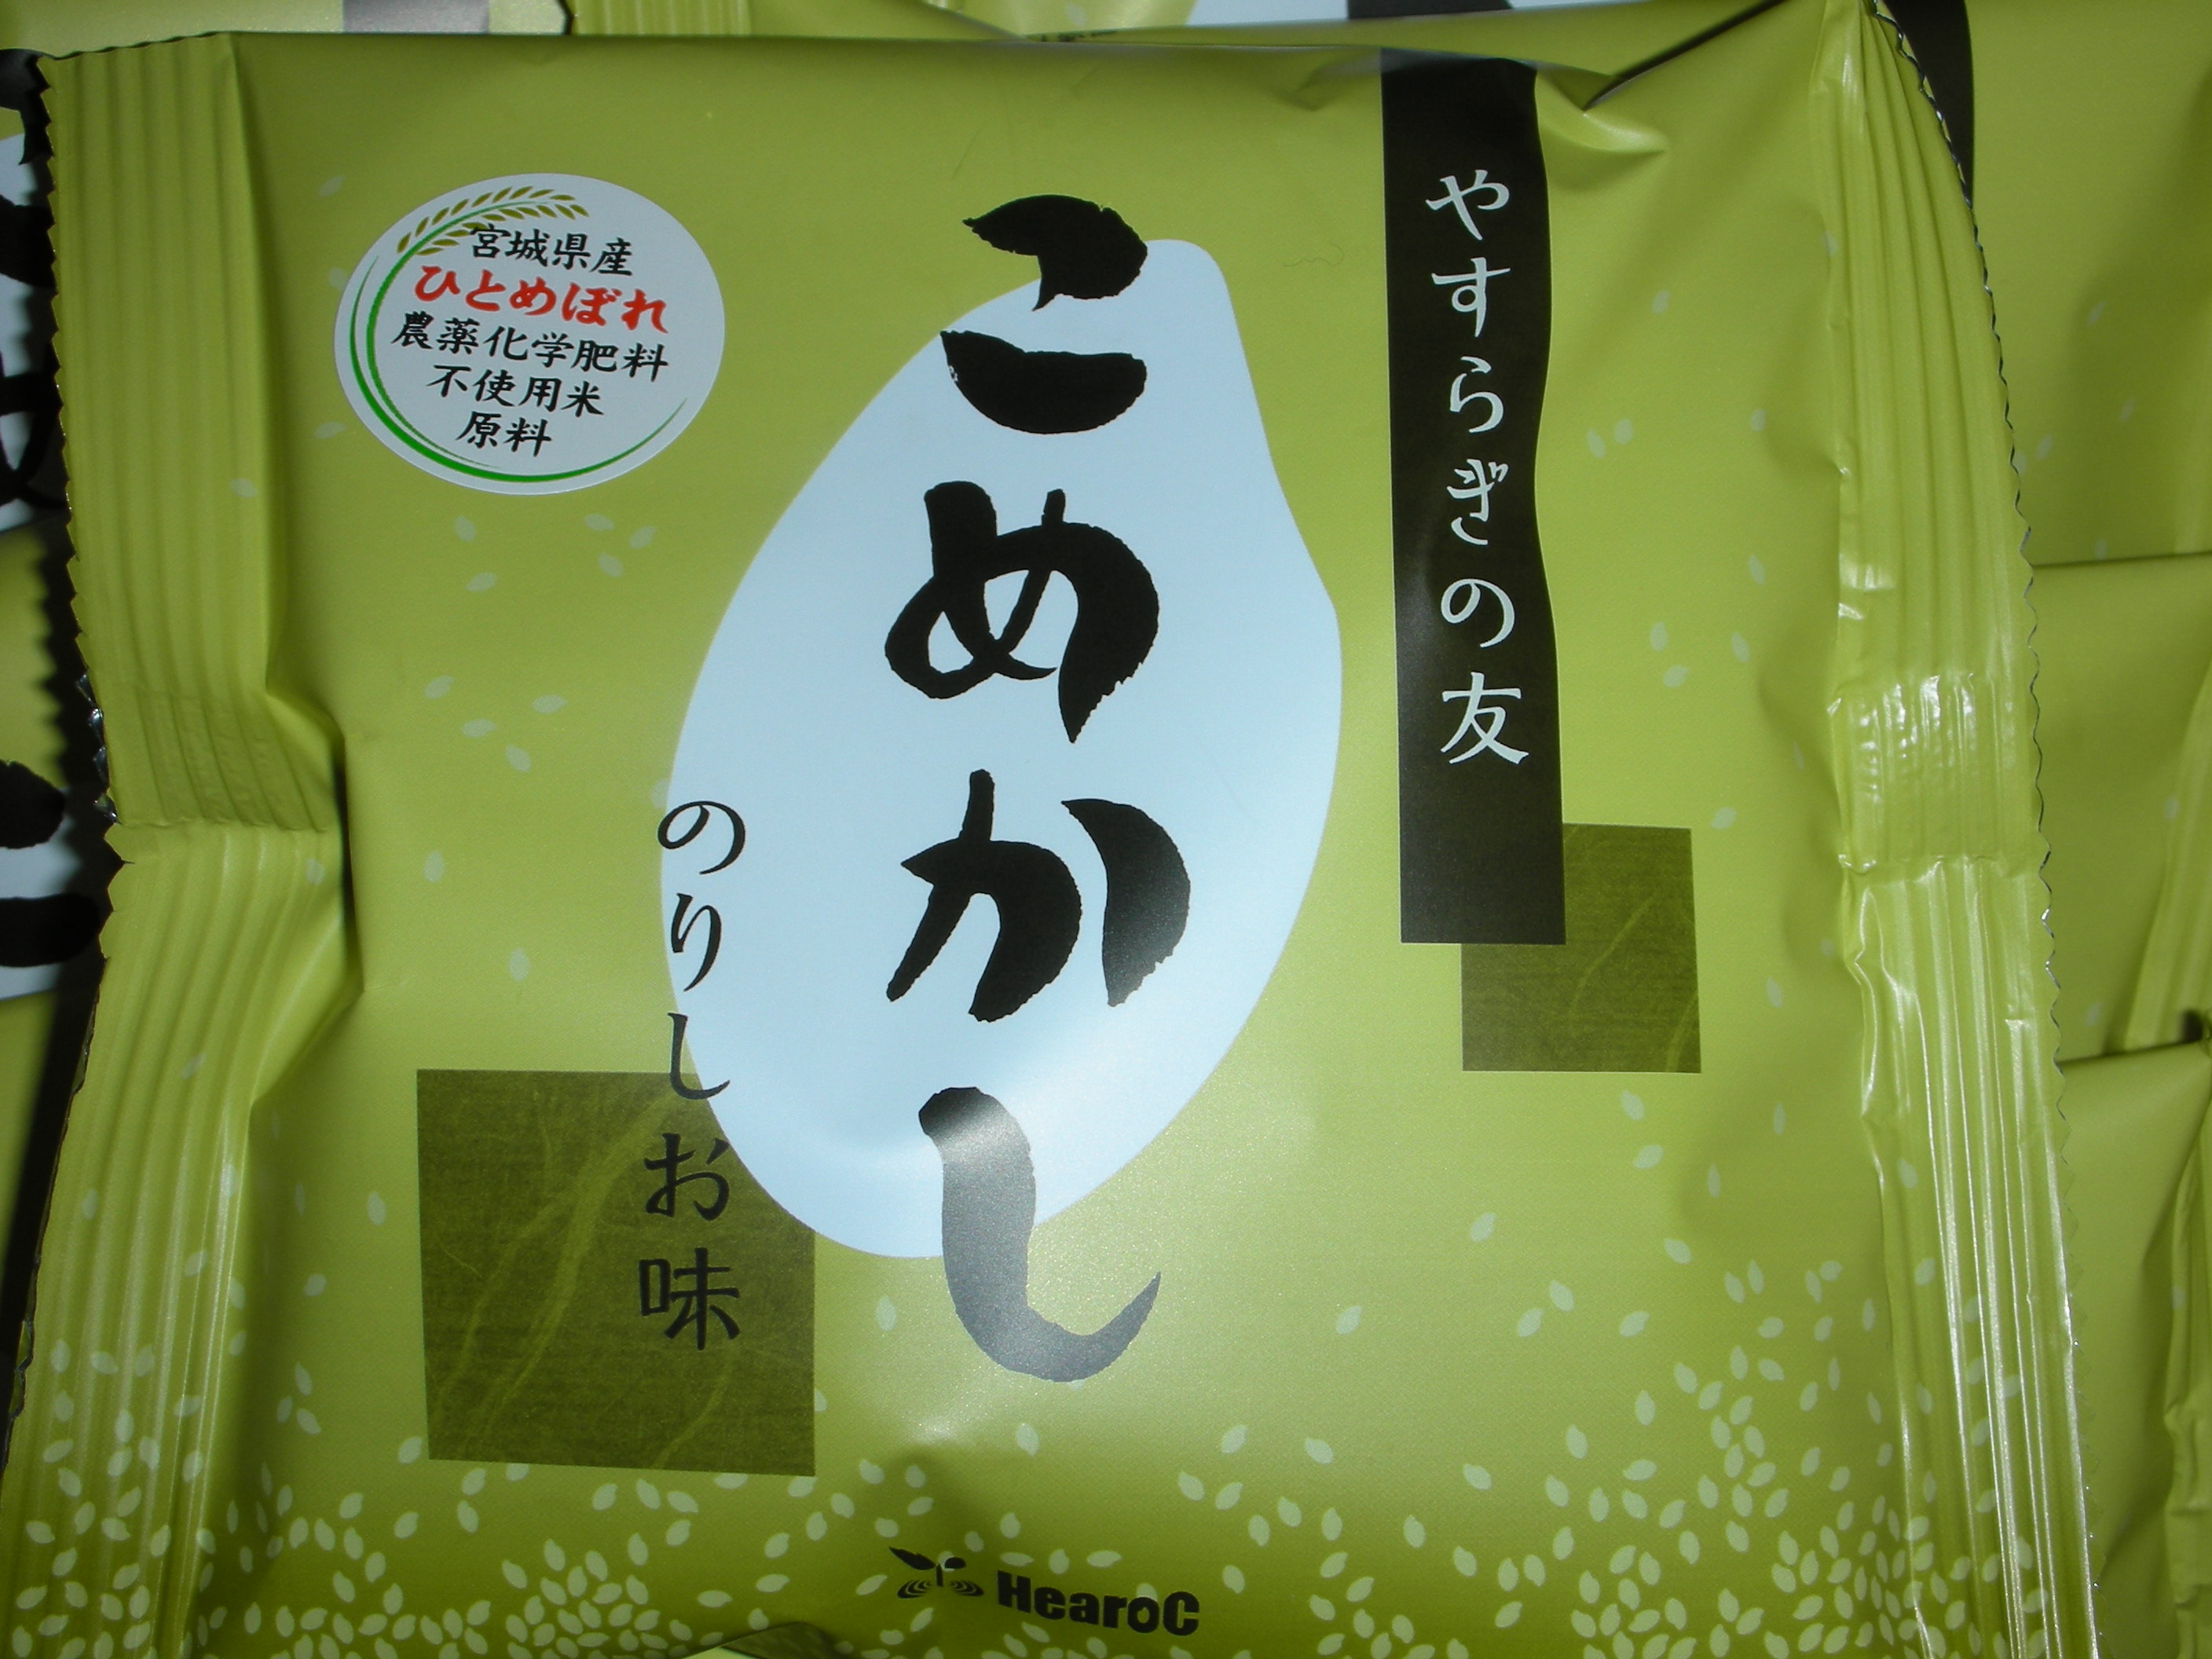 やすらぎの友
こめかし
のりしお味
宮城県産
ひとめぼれ
農薬化学肥料
不使用米
原料
HearoC